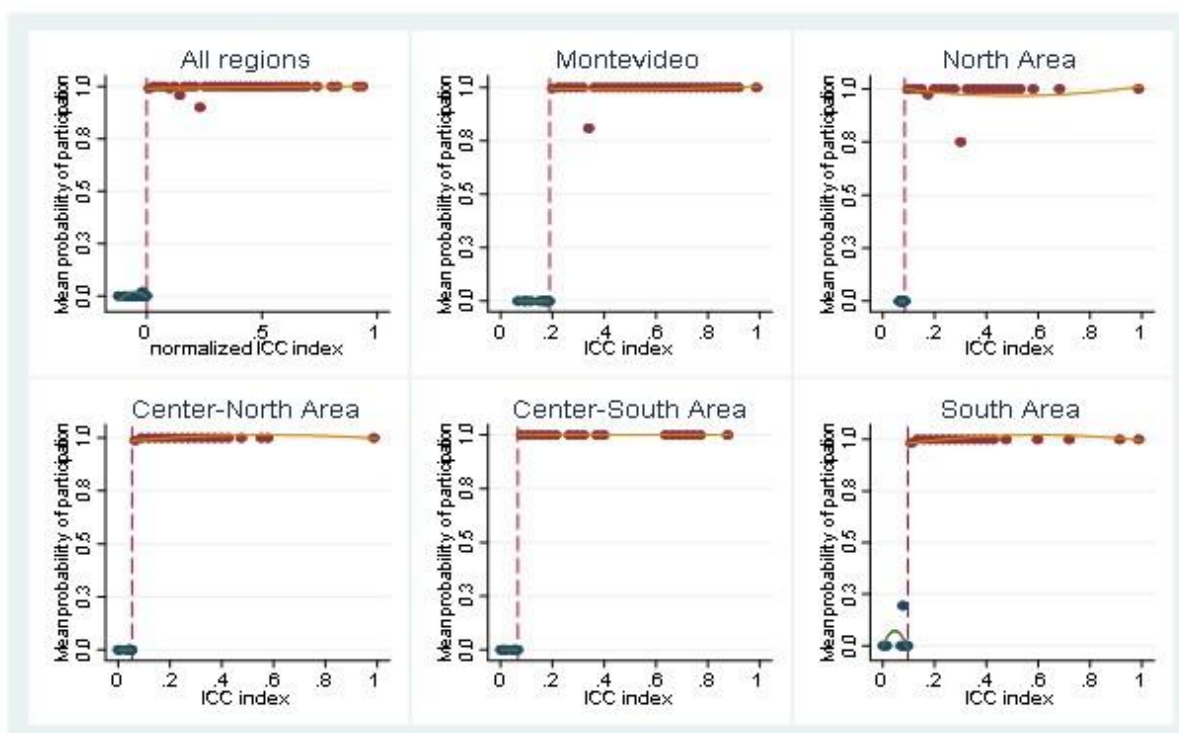 All regions
Mean probability of participation
1.0
0.8
0.5
0.3
0.0
0 .5 1
normalized ICC index
Montevideo
Mean probability of participation
1.0
0.8
0.5
0.3
0.0
0 .2 .4 .6 .8 1
ICC index
North Area
Mean probability of participation
1.0
0.8
0.5
0.3
0.0
0 .2 .4 .6 .8 1
ICC index
Center-North Area
Mean probability of participation
1.0
0.8
0.5
0.3
0.0
0 .2 .4 .6 .8 1
ICC index
Center-South Area
Mean probability of participation
1.0
0.8
0.5
0.3
0.0
0 .2 .4 .6 .8 1
ICC index
South Area
Mean probability of participation
1.0
0.8
0.5
0.3
0.0
0 .2 .4 .6 .8 1
ICC index